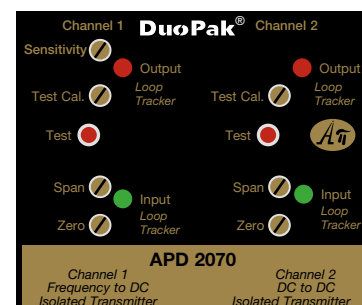 Channel 1 DuoPak® Channel 2
Sensitivity
Output Output
Test Cal. Loop Tracker Test Cal. Loop Tracker
Test Test Aπ
Span Input Span Input
Zero Loop Tracker Zero Loop Tracker
APD 2070
Channel 1 Channel 2
Frequency to DC DC to DC
Isolated Transmitter Isolated Transmitter